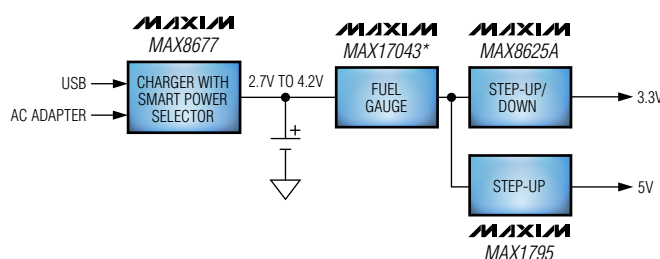 MAXIM
MAX8677
MAXIM
MAX17043*
MAXIM
MAX8625A
USB
AC ADAPTER
CHARGER WITH
SMART POWER
SELECTOR
2.7V TO 4.2V
+
FUEL
GAUGE
STEP-UP/
DOWN
3.3V
STEP-UP
5V
MAXIM
MAX1795